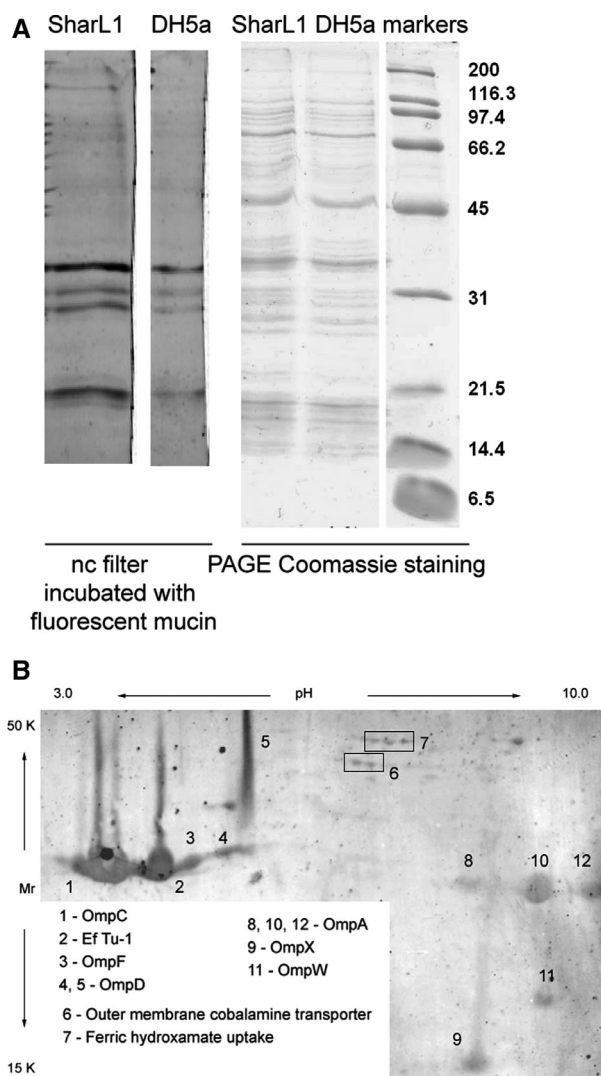 A
SharL1 DH5a SharL1 DH5a markers
200
116.3
97.4
66.2
45
31
21.5
14.4
6.5
nc filter
incubated with
fluorescent mucin
PAGE Coomassie staining
B
3.0 pH 10.0
50 K
5
7
6
3
4
8
10
12
Mr
1
2
1 - OmpC
2 - Ef Tu-1
3 - OmpF
4, 5 - OmpD
8, 10, 12 - OmpA
9 - OmpX
11 - OmpW
11
6 - Outer membrane cobalamine transporter
7 - Ferric hydroxamate uptake
9
15 K